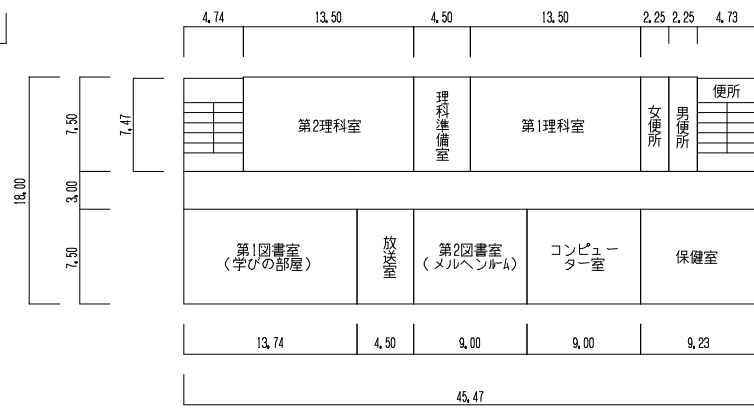 4.74 13.50 4.50 13.50 2.25 2.25 4.73
18.00
7.50
3.00
7.50
7.47
第2理科室
理科準備室
第1理科室
女便所
男便所
便所
第1図書室
(学びの部屋)
放送室
第2図書室
(メルヘンルーム)
コンピュー
ター室
保健室
13.74 4.50 9.00 9.00 9.23
45.47